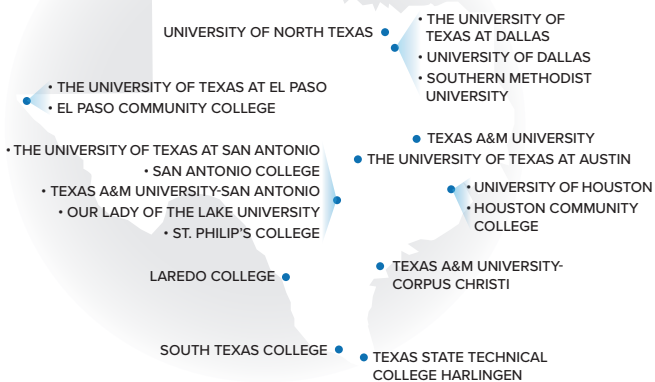 UNIVERSITY OF NORTH TEXAS
• THE UNIVERSITY OF
TEXAS AT DALLAS
• UNIVERSITY OF DALLAS
• SOUTHERN METHODIST
UNIVERSITY
• THE UNIVERSITY OF TEXAS AT EL PASO
• EL PASO COMMUNITY COLLEGE
TEXAS A&M UNIVERSITY
THE UNIVERSITY OF TEXAS AT AUSTIN
• THE UNIVERSITY OF TEXAS AT SAN ANTONIO
• SAN ANTONIO COLLEGE
• TEXAS A&M UNIVERSITY-SAN ANTONIO
• OUR LADY OF THE LAKE UNIVERSITY
• ST. PHILIP'S COLLEGE
• UNIVERSITY OF HOUSTON
• HOUSTON COMMUNITY
COLLEGE
LAREDO COLLEGE
TEXAS A&M UNIVERSITY-
CORPUS CHRISTI
SOUTH TEXAS COLLEGE
TEXAS STATE TECHNICAL
COLLEGE HARLINGEN